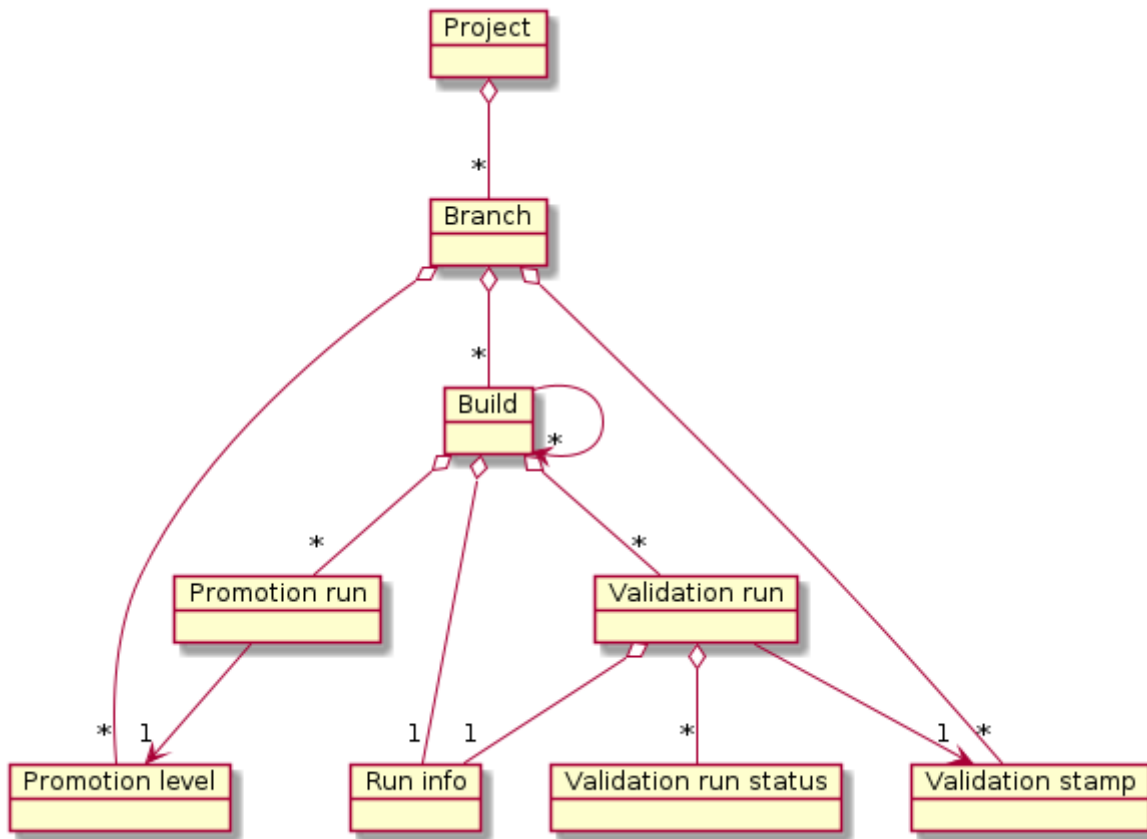 Project
*
Branch
*
Build
*
*
*
Promotion run
Validation run
*
1
1
1
*
1
*
Promotion level
Run info
Validation run status
Validation stamp